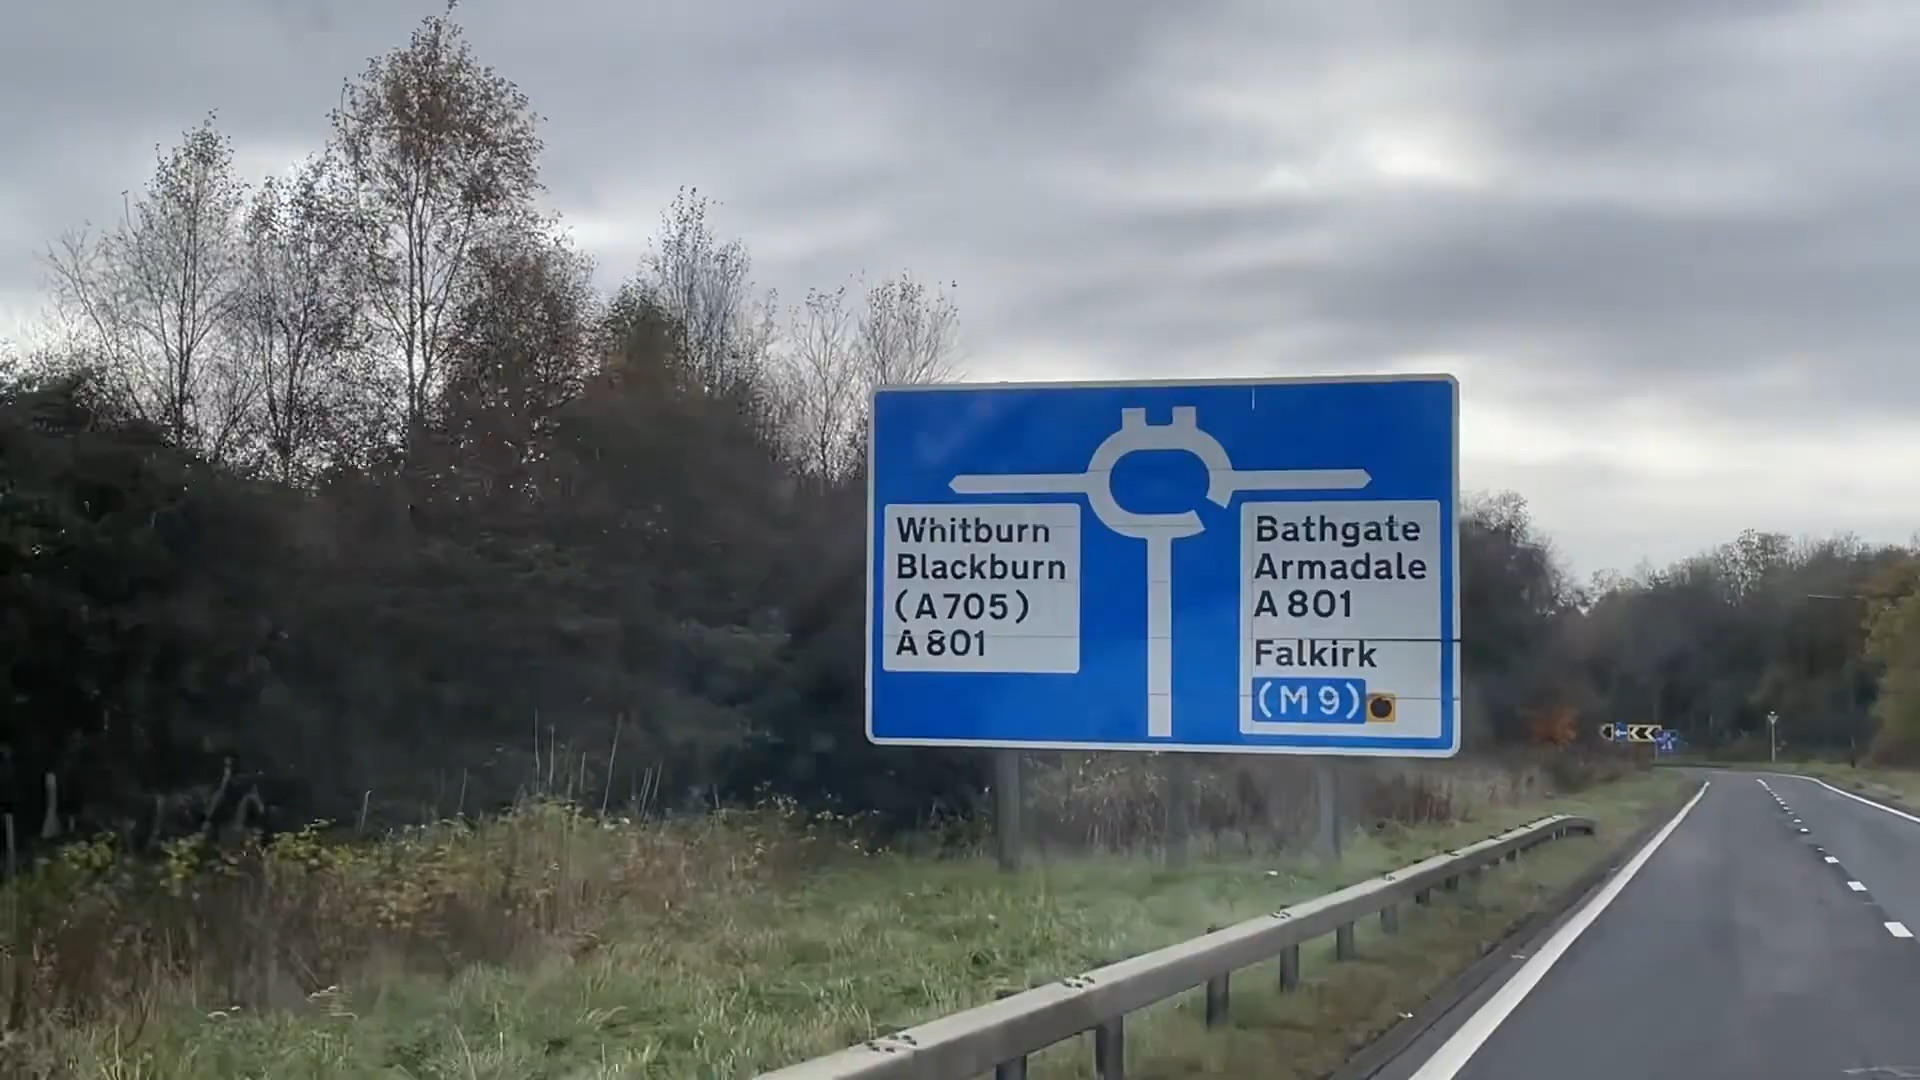 Whitburn
Blackburn
(A705)
A801
Bathgate
Armadale
A801
Falkirk
(M9)